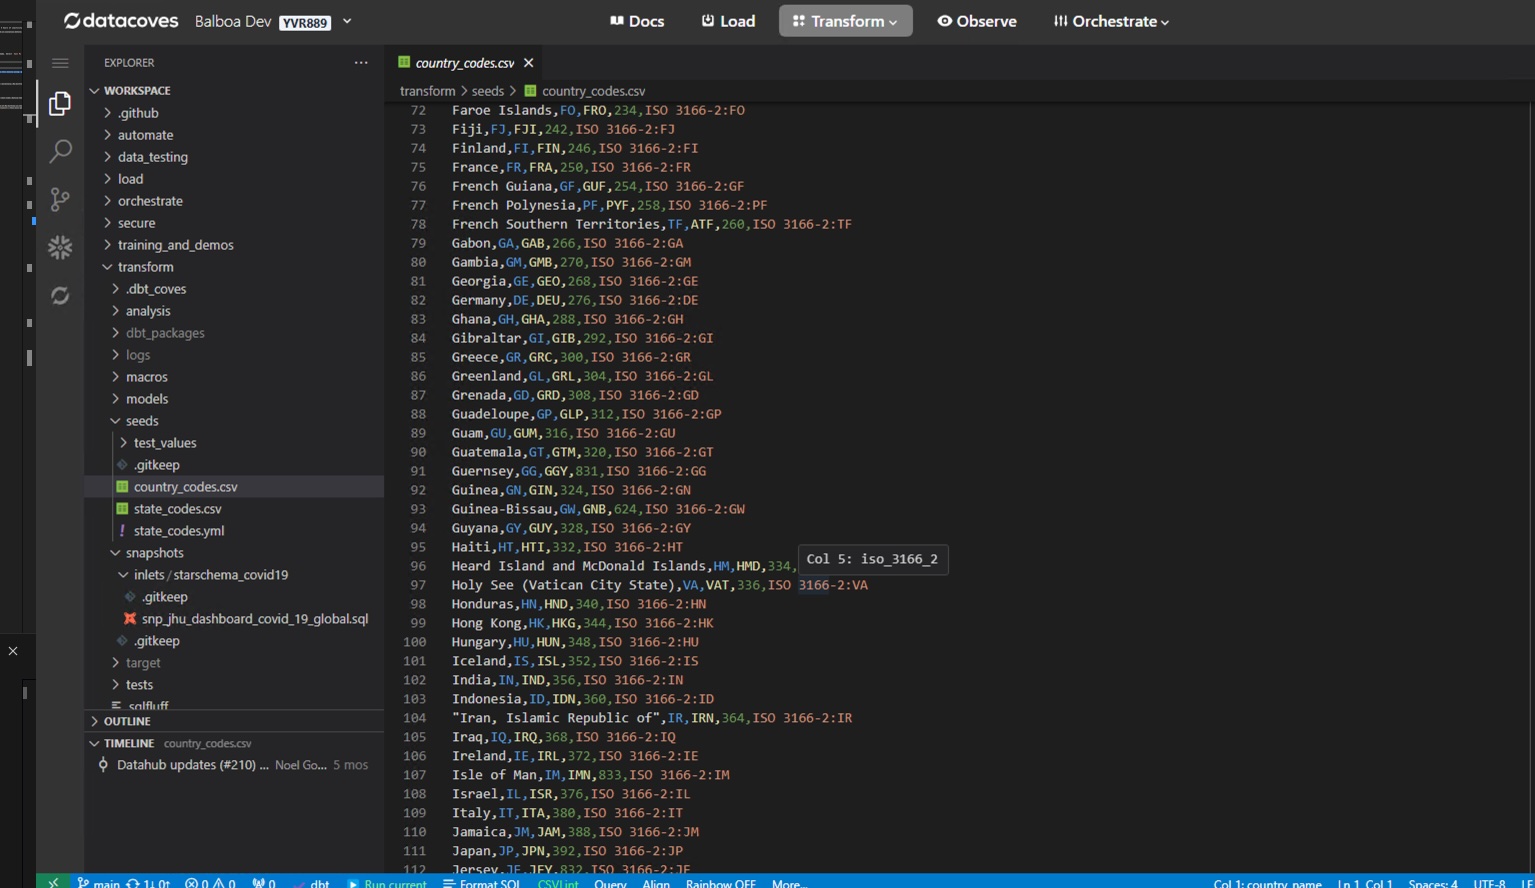 datacoves Balboa Dev YVR889 Docs Load Transform Observe Orchestrate
EXPLORER
WORKSPACE
.github
automate
data_testing
load
orchestrate
secure
training_and_demos
transform
.dbt_coves
analysis
dbt_packages
logs
macros
models
seeds
test_values
.gitkeep
country_codes.csv
state_codes.csv
state_codes.yml
snapshots
inlets/starschema_covid19
.gitkeep
snp_jhu_dashboard_covid_19_global.sql
.gitkeep
target
tests
.sqlfluff
OUTLINE
TIMELINE country_codes.csv
Datahub updates (#210) ... Noel Go... 5 mos
country_codes.csv
transform > seeds > country_codes.csv
72 Faroe Islands,FO,FRO,234,ISO 3166-2:FO
73 Fiji,FJ,FJI,242,ISO 3166-2:FJ
74 Finland,FI,FIN,246,ISO 3166-2:FI
75 France,FR,FRA,250,ISO 3166-2:FR
76 French Guiana,GF,GUF,254,ISO 3166-2:GF
77 French Polynesia,PF,PYF,258,ISO 3166-2:PF
78 French Southern Territories,TF,ATF,260,ISO 3166-2:TF
79 Gabon,GA,GAB,266,ISO 3166-2:GA
80 Gambia,GM,GMB,270,ISO 3166-2:GM
81 Georgia,GE,GEO,268,ISO 3166-2:GE
82 Germany,DE,DEU,276,ISO 3166-2:DE
83 Ghana,GH,GHA,288,ISO 3166-2:GH
84 Gibraltar,GI,GIB,292,ISO 3166-2:GI
85 Greece,GR,GRC,300,ISO 3166-2:GR
86 Greenland,GL,GRL,304,ISO 3166-2:GL
87 Grenada,GD,GRD,308,ISO 3166-2:GD
88 Guadeloupe,GP,GLP,312,ISO 3166-2:GP
89 Guam,GU,GUM,316,ISO 3166-2:GU
90 Guatemala,GT,GTM,320,ISO 3166-2:GT
91 Guernsey,GG,GGY,831,ISO 3166-2:GG
92 Guinea,GN,GIN,324,ISO 3166-2:GN
93 Guinea-Bissau,GW,GNB,624,ISO 3166-2:GW
94 Guyana,GY,GUY,328,ISO 3166-2:GY
95 Haiti,HT,HTI,332,ISO 3166-2:HT
96 Heard Island and McDonald Islands,HM,HMD,334,
Col 5: iso_3166_2
97 Holy See (Vatican City State),VA,VAT,336,ISO 3166-2:VA
98 Honduras,HN,HND,340,ISO 3166-2:HN
99 Hong Kong,HK,HKG,344,ISO 3166-2:HK
100 Hungary,HU,HUN,348,ISO 3166-2:HU
101 Iceland,IS,ISL,352,ISO 3166-2:IS
102 India,IN,IND,356,ISO 3166-2:IN
103 Indonesia,ID,IDN,360,ISO 3166-2:ID
104 "Iran, Islamic Republic of",IR,IRN,364,ISO 3166-2:IR
105 Iraq,IQ,IRQ,368,ISO 3166-2:IQ
106 Ireland,IE,IRL,372,ISO 3166-2:IE
107 Isle of Man,IM,IMN,833,ISO 3166-2:IM
108 Israel,IL,ISR,376,ISO 3166-2:IL
109 Italy,IT,ITA,380,ISO 3166-2:IT
110 Jamaica,JM,JAM,388,ISO 3166-2:JM
111 Japan,JP,JPN,392,ISO 3166-2:JP
112 Jersey,JE,JEY,832,ISO 3166-2:JE
main 1↓ 0↑ 0 0 0 dbt Run current Format SQL CSVLint Query Align Rainbow OFF More... Col 1: country_name Ln 1, Col 1 Spaces: 4 UTF-8 LF